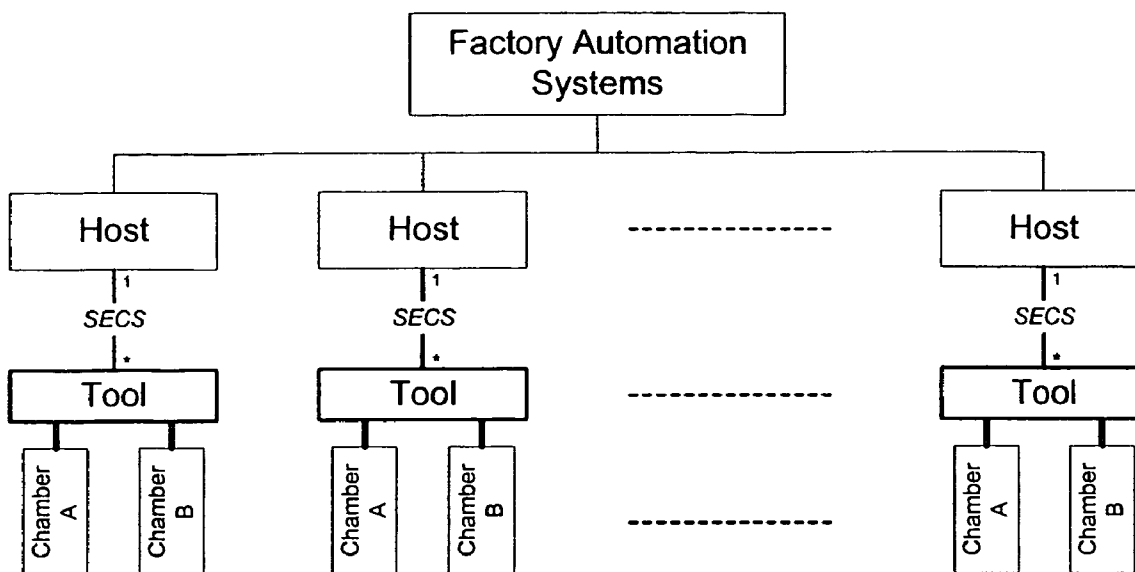 Factory Automation
Systems
Host
Host
Host
1
1
1
SECS
SECS
SECS
*
*
*
Tool
Tool
Tool
Chamber
A
Chamber
B
Chamber
A
Chamber
B
Chamber
A
Chamber
B